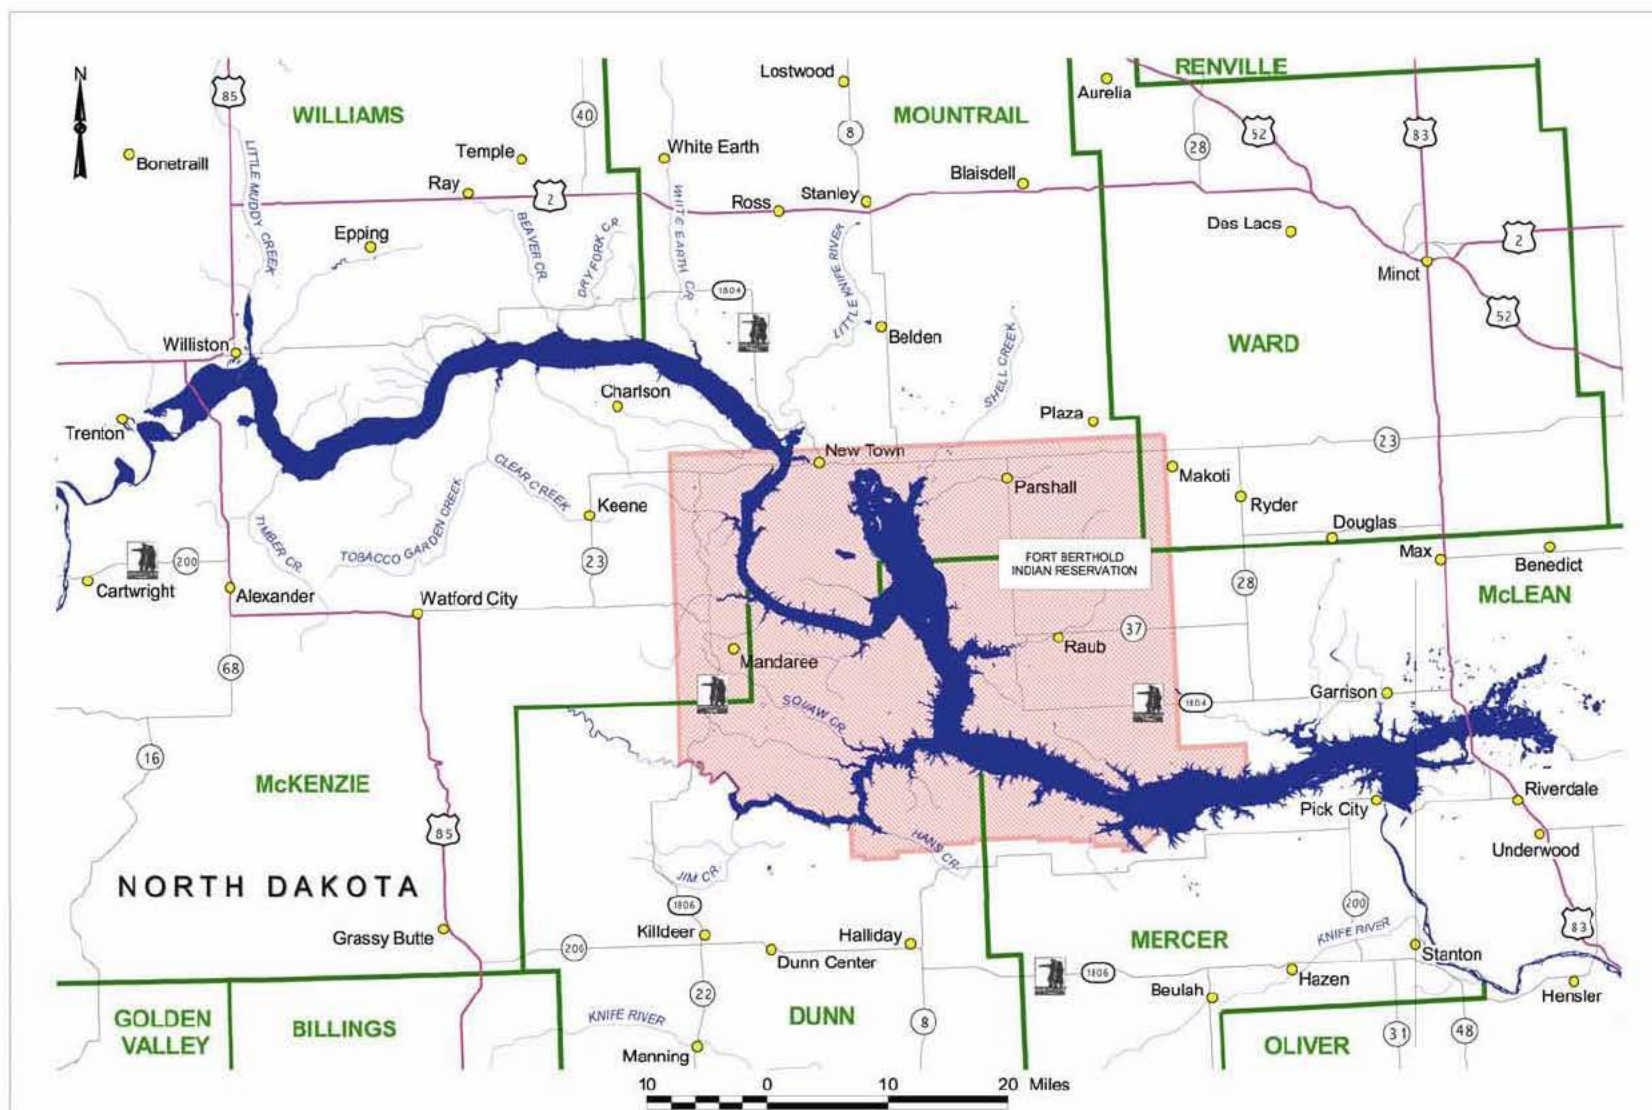 RENVILLE
Lostwood
Aurelia
N
85
WILLIAMS
40
MOUNTRAIL
8
52
83
28
Bonetraill
LITTLE MUDDY CREEK
Temple
White Earth
Ray
2
Ross
Stanley
Blaisdell
Epping
BEAVER CR.
DRY FORK CR.
WHITE EARTH CR.
LITTLE KNIFE RIVER
Des Lacs
2
Minot
1804
52
Williston
Belden
SHELL CREEK
WARD
Charlson
Trenton
Plaza
New Town
23
CLEAR CREEK
Parshall
Makoti
Keene
Ryder
TIMBER CR.
TOBACCO GARDEN CREEK
Douglas
200
23
FORT BERTHOLD
INDIAN RESERVATION
Max
Benedict
Cartwright
Alexander
Watford City
28
McLEAN
68
37
Mandaree
Raub
SQUAW CR.
1804
Garrison
16
McKENZIE
Pick City
Riverdale
85
HANS CR.
Underwood
NORTH DAKOTA
JIM CR.
1806
200
Grassy Butte
Killdeer
Halliday
MERCER
KNIFE RIVER
83
200
Dunn Center
Stanton
1806
Hazen
22
Beulah
Hensler
GOLDEN
VALLEY
BILLINGS
KNIFE RIVER
DUNN
8
31
48
Manning
OLIVER
10 0 10 20 Miles